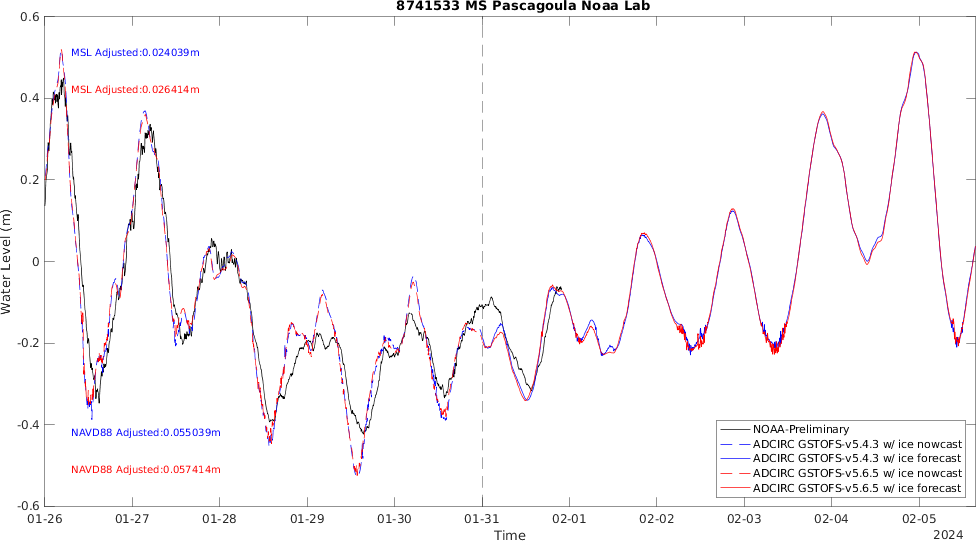 8741533 MS Pascagoula Noaa Lab
0.6
0.4
0.2
0
-0.2
-0.4
-0.6
Water Level (m)
MSL Adjusted:0.024039m
MSL Adjusted:0.026414m
NAVD88 Adjusted:0.055039m
NAVD88 Adjusted:0.057414m
NOAA-Preliminary
ADCIRC GSTOFS-v5.4.3 w/ ice nowcast
ADCIRC GSTOFS-v5.4.3 w/ ice forecast
ADCIRC GSTOFS-v5.6.5 w/ ice nowcast
ADCIRC GSTOFS-v5.6.5 w/ ice forecast
01-26 01-27 01-28 01-29 01-30 01-31 02-01 02-02 02-03 02-04 02-05
Time
2024